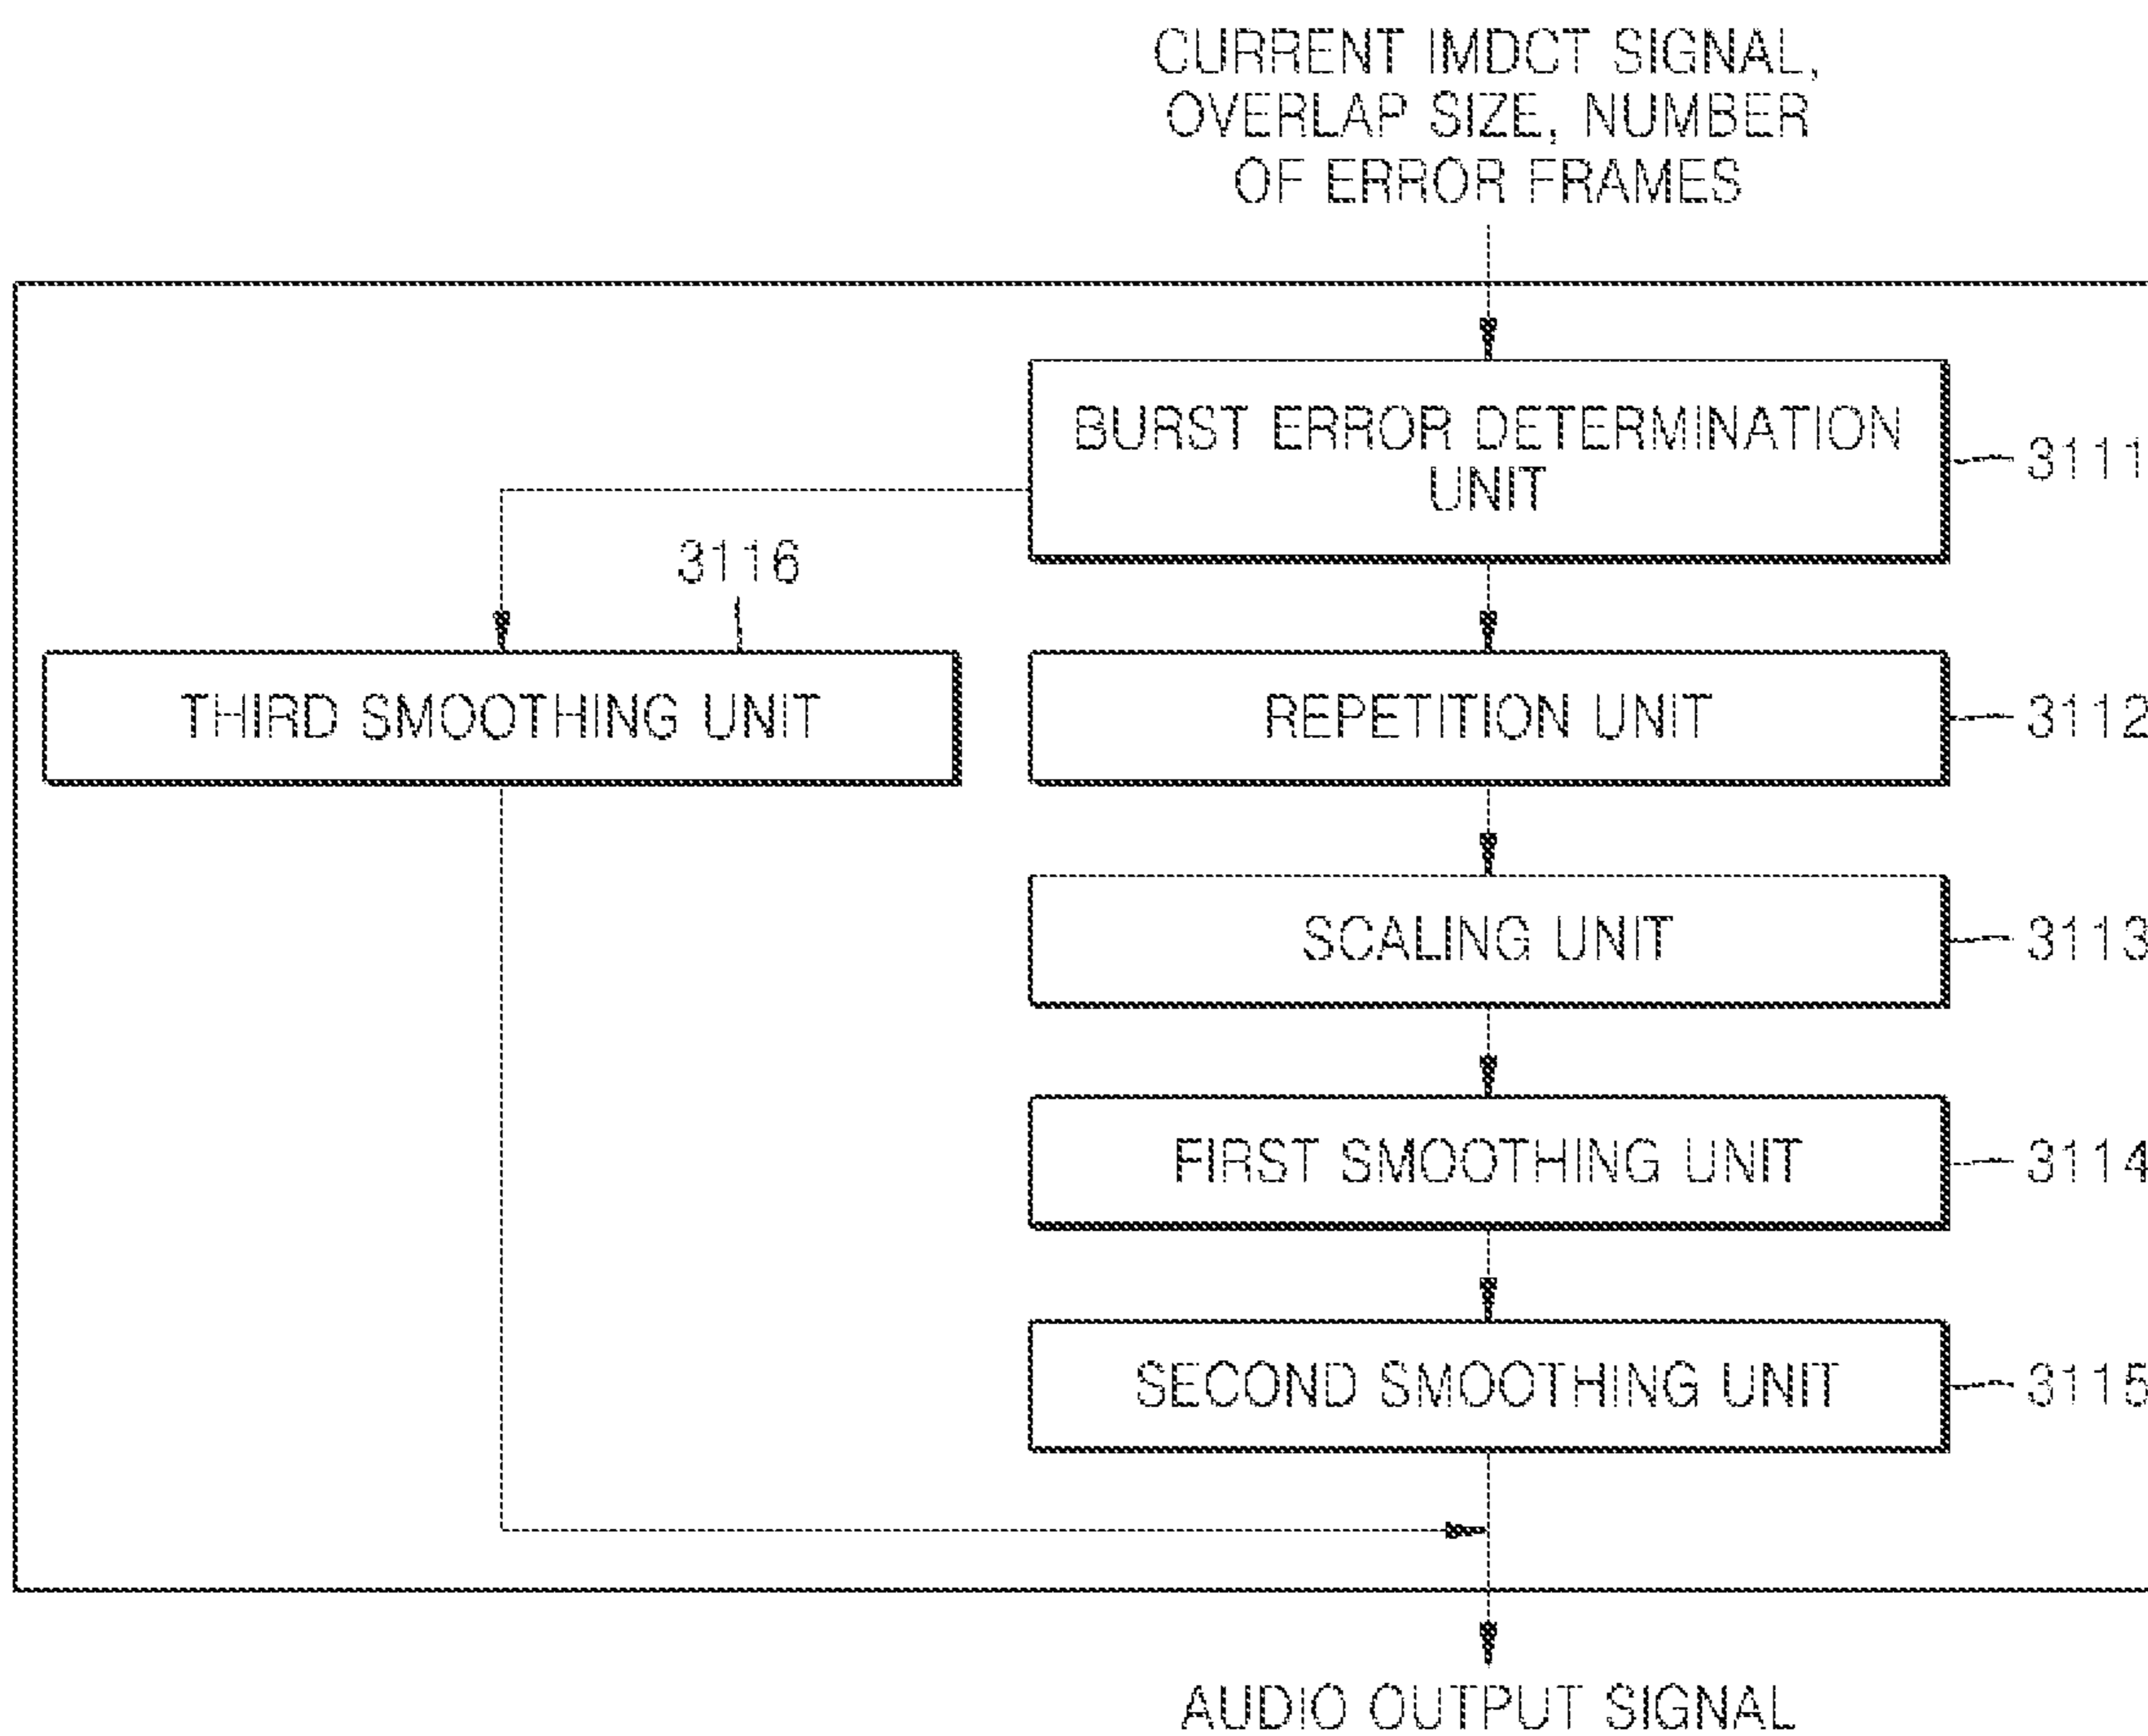 CURRENT IMDCT SIGNAL,
OVERLAP SIZE, NUMBER
OF ERROR FRAMES
BURST ERROR DETERMINATION
UNIT
3111
3116
THIRD SMOOTHING UNIT
REPETITION UNIT
3112
SCALING UNIT
3113
FIRST SMOOTHING UNIT
3114
SECOND SMOOTHING UNIT
3115
AUDIO OUTPUT SIGNAL